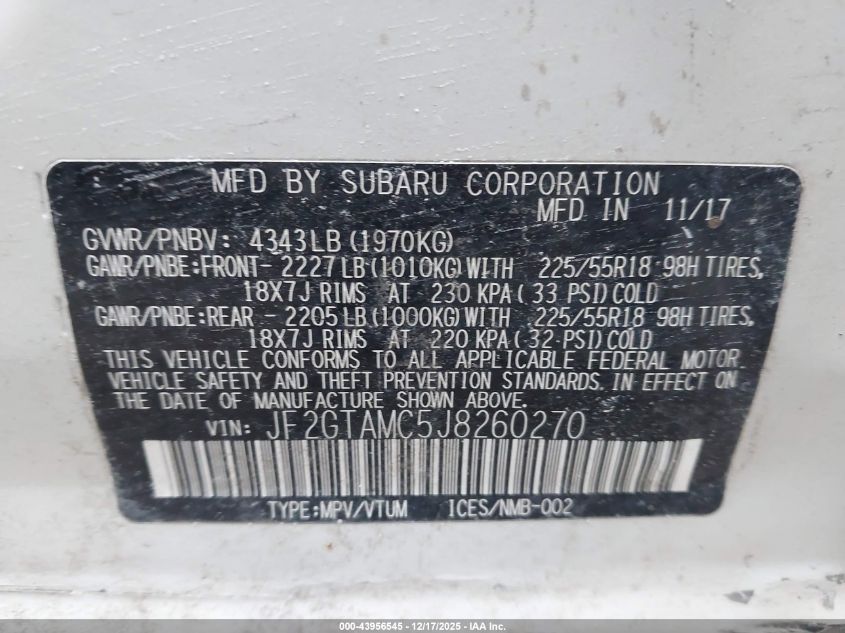 MFD BY SUBARU CORPORATION
MFD IN 11/17
GVWR/PNBV: 4343LB(1970KG)
GAWR/PNBE:FRONT- 2227LB(1010KG)WITH 225/55R18 98H TIRES,
18X7J RIMS AT 230 KPA( 33 PSI)COLD
GAWR/PNBE:REAR - 2205LB(1000KG)WITH 225/55R18 98H TIRES,
18X7J RIMS AT 220 KPA( 32 PSI)COLD
THIS VEHICLE CONFORMS TO ALL APPLICABLE FEDERAL MOTOR
VEHICLE SAFETY AND THEFT PREVENTION STANDARDS IN EFFECT ON
THE DATE OF MANUFACTURE SHOWN ABOVE.
VIN: JF2GTAMC5J8260270
TYPE:MPV/VTUM ICES/NMB-002
000-43956545 - 12/17/2025 - IAA Inc.